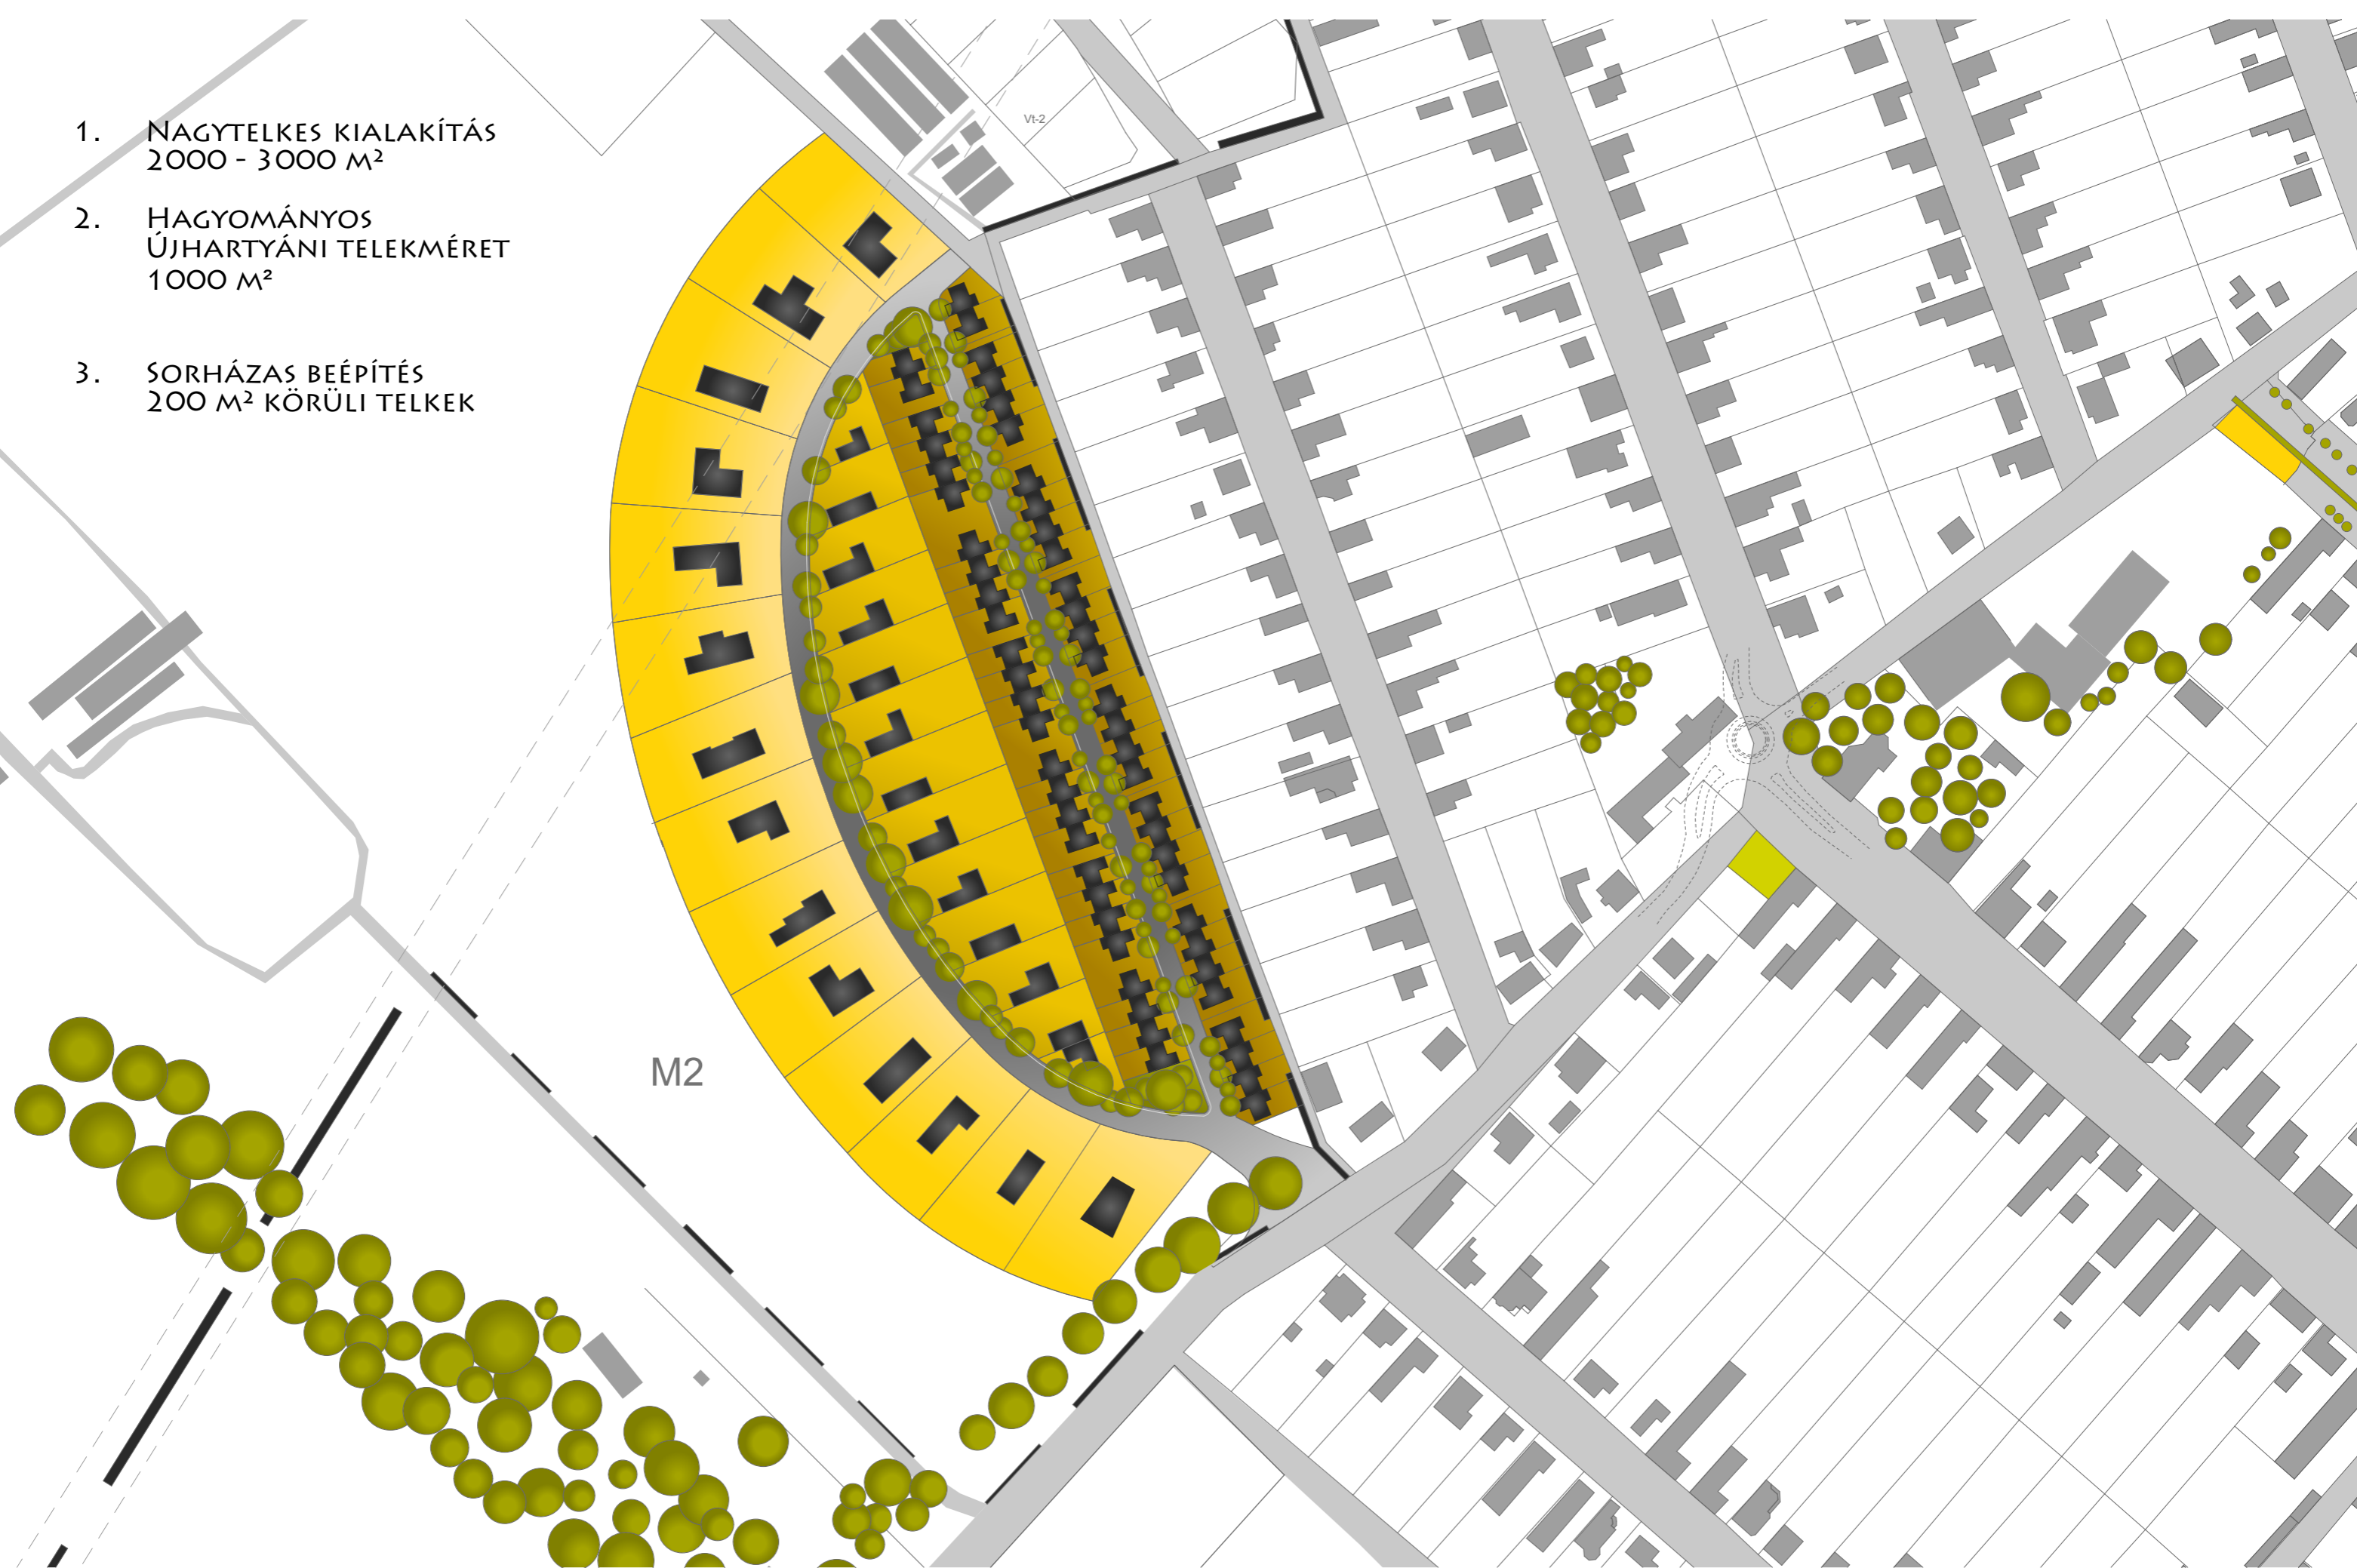 1. NAGYTELKES KIALAKÍTÁS
2000 - 3000 M²
2. HAGYOMÁNYOS
ÚJHARTYÁNI TELEKMÉRET
1000 M²
3. SORHÁZAS BEÉPÍTÉS
200 M² KÖRÜLI TELKEK
Vt-2
M2